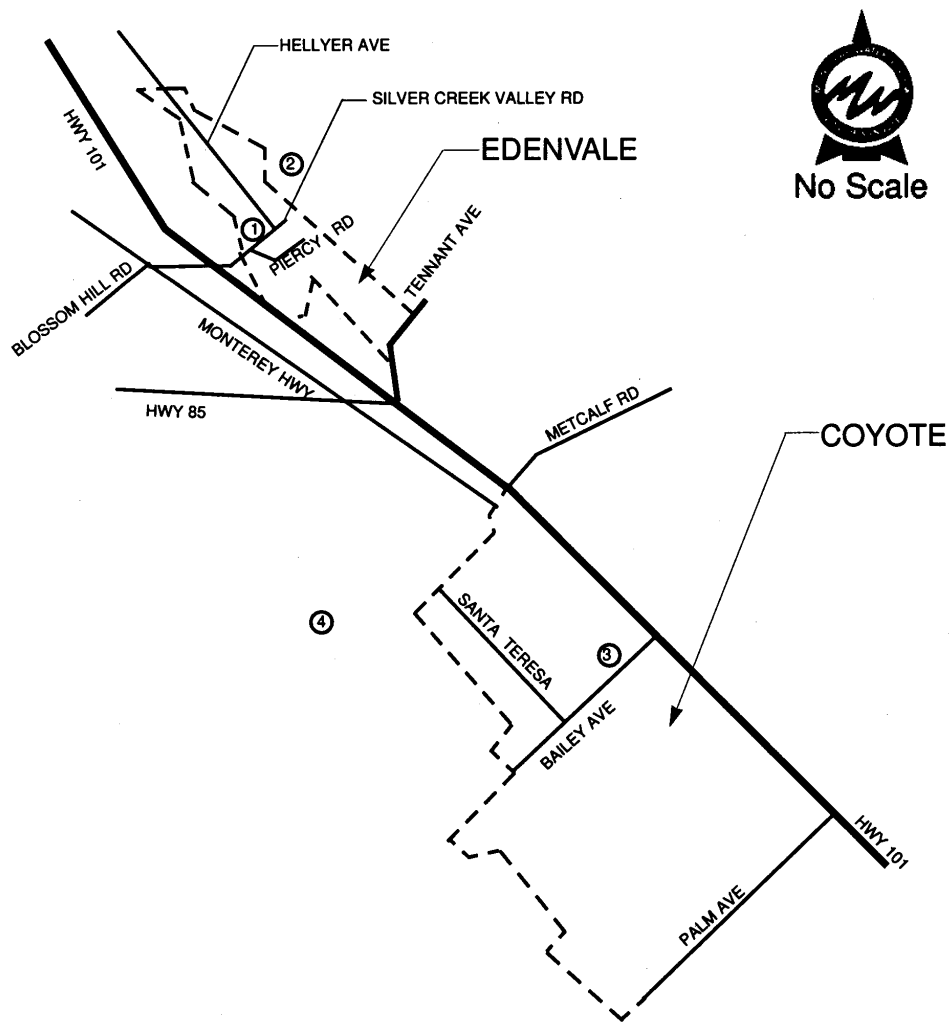 HELLYER AVE
SILVER CREEK VALLEY RD
HWY 101
EDENVALE
No Scale
2
1
PIERCY RD
TENNANT AVE
BLOSSOM HILL RD
MONTEREY HWY
HWY 85
METCALF RD
COYOTE
4
SANTA TERESA
3
BAILEY AVE
HWY 101
PALM AVE